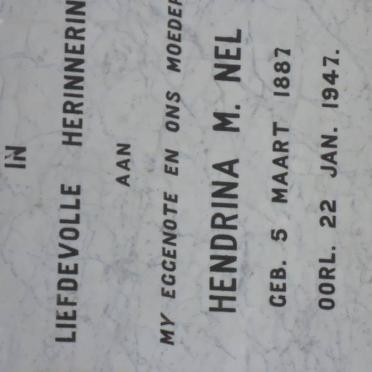 IN
LIEFDEVOLLE HERINNERIN
AAN
MY EGGENOTE EN ONS MOEDER
HENDRINA M. NEL
GEB. 5 MAART 1887
OORL. 22 JAN. 1947.